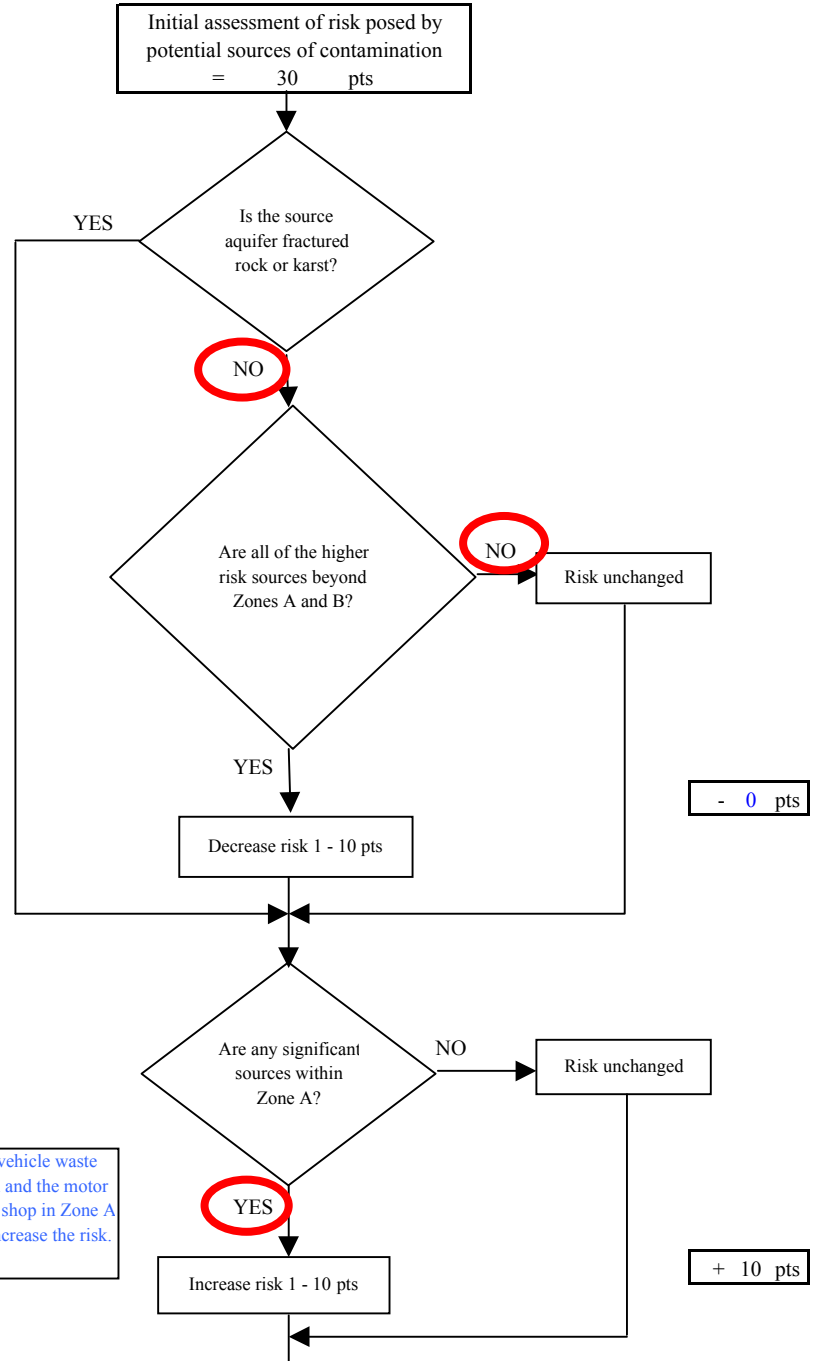 Initial assessment of risk posed by
potential sources of contamination
= 30 pts
YES
Is the source
aquifer fractured
rock or karst?
NO
Are all of the higher
risk sources beyond
Zones A and B?
NO
Risk unchanged
YES
- 0 pts
Decrease risk 1 - 10 pts
Are any significant
sources within
Zone A?
NO
Risk unchanged
vehicle waste
and the motor
shop in Zone A
crease the risk.
YES
Increase risk 1 - 10 pts
+ 10 pts